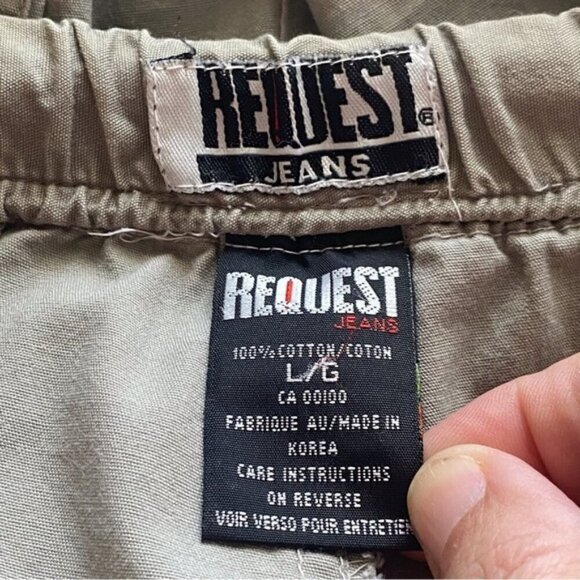 REQUEST
®
JEANS
REQUEST
JEANS
100% COTTON/COTON
L/G
CA 00100
FABRIQUE AU/MADE IN
KOREA
CARE INSTRUCTIONS
ON REVERSE
VOIR VERSO POUR ENTRETIEN